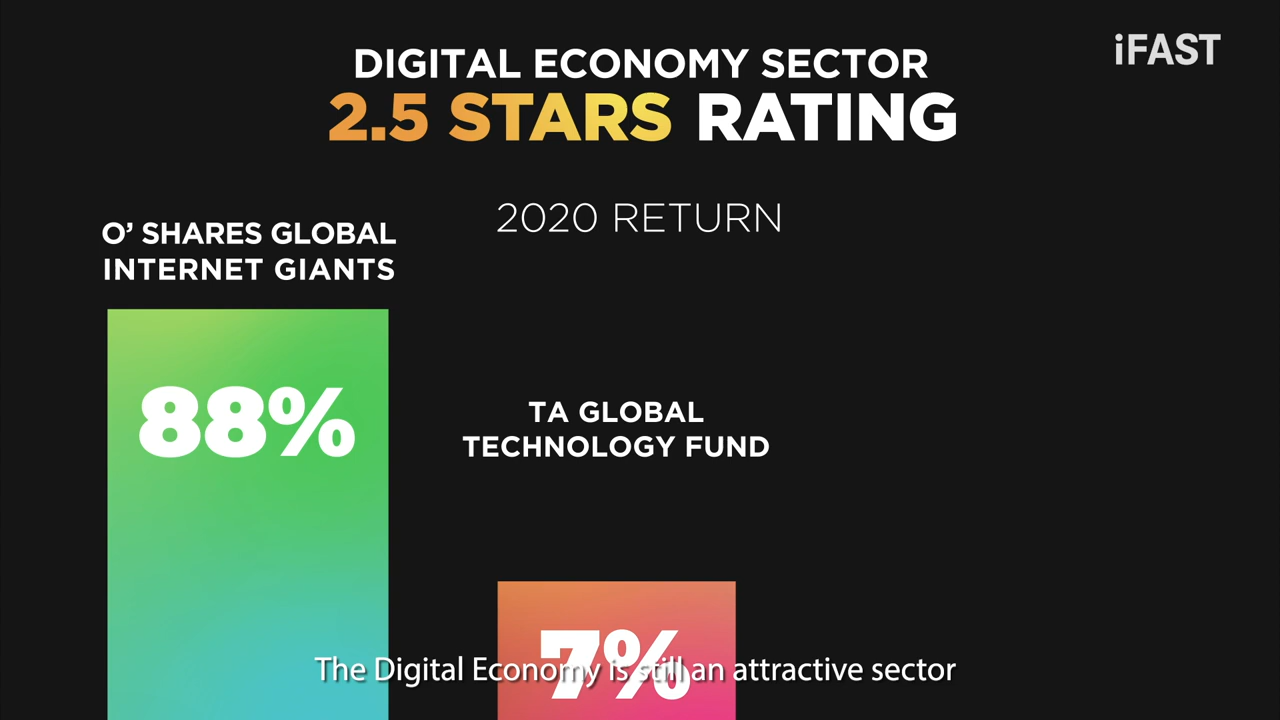 iFAST
DIGITAL ECONOMY SECTOR
2.5 STARS RATING
2020 RETURN
O’ SHARES GLOBAL
INTERNET GIANTS
88%
TA GLOBAL
TECHNOLOGY FUND
7%
The Digital Economy is still an attractive sector